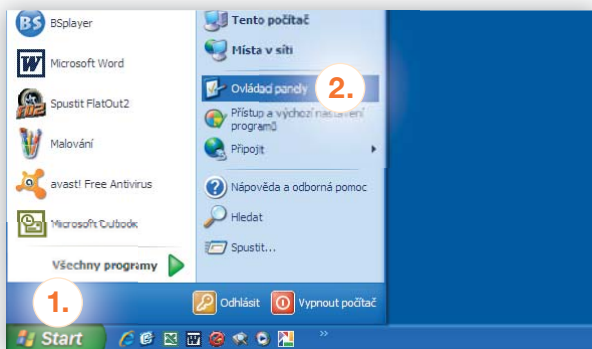 BSplayer
Microsoft Word
Spustit FlatOut2
Malování
avast! Free Antivirus
Microsoft Outlook
Všechny programy
Tento počítač
Místa v síti
Ovládací panely
2.
Přístup a výchozí nastavení
programů
Připojit
Nápověda a odborná pomoc
Hledat
Spustit...
Odhlásit
Vypnout počítač
1.
Start